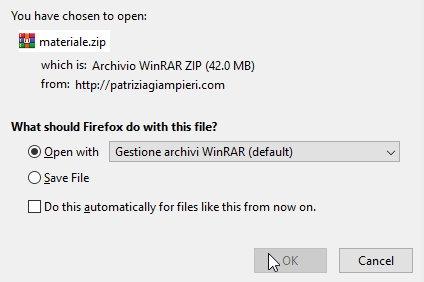 You have chosen to open:
materiale.zip
which is: Archivio WinRAR ZIP (42.0 MB)
from: http://patriziagiampieri.com
What should Firefox do with this file?
Open with Gestione archivi WinRAR (default)
Save File
Do this automatically for files like this from now on.
OK Cancel